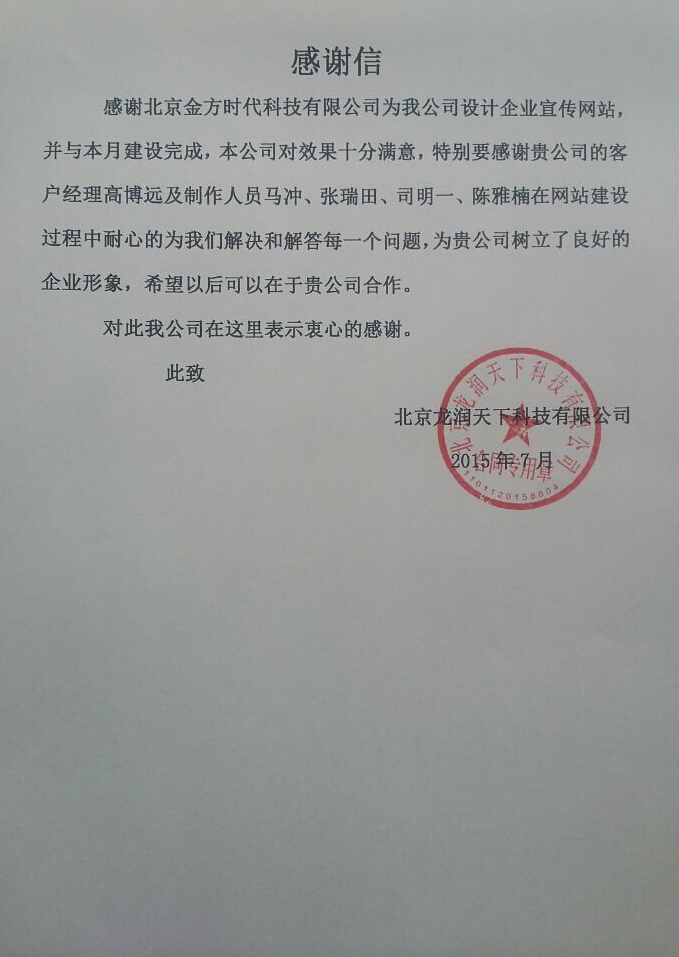 感谢信
感谢北京金方时代科技有限公司为我公司设计企业宣传网站，
并与本月建设完成，本公司对效果十分满意，特别要感谢贵公司的客
户经理高博远及制作人员马冲、张瑞田、司明一、陈雅楠在网站建设
过程中耐心的为我们解决和解答每一个问题，为贵公司树立了良好的
企业形象，希望以后可以在于贵公司合作。
对此我公司在这里表示衷心的感谢。
此致
北京龙润天下科技有限公司
2015年7月
北京龙润天下科技有限公司
合同专用章
1101120158604